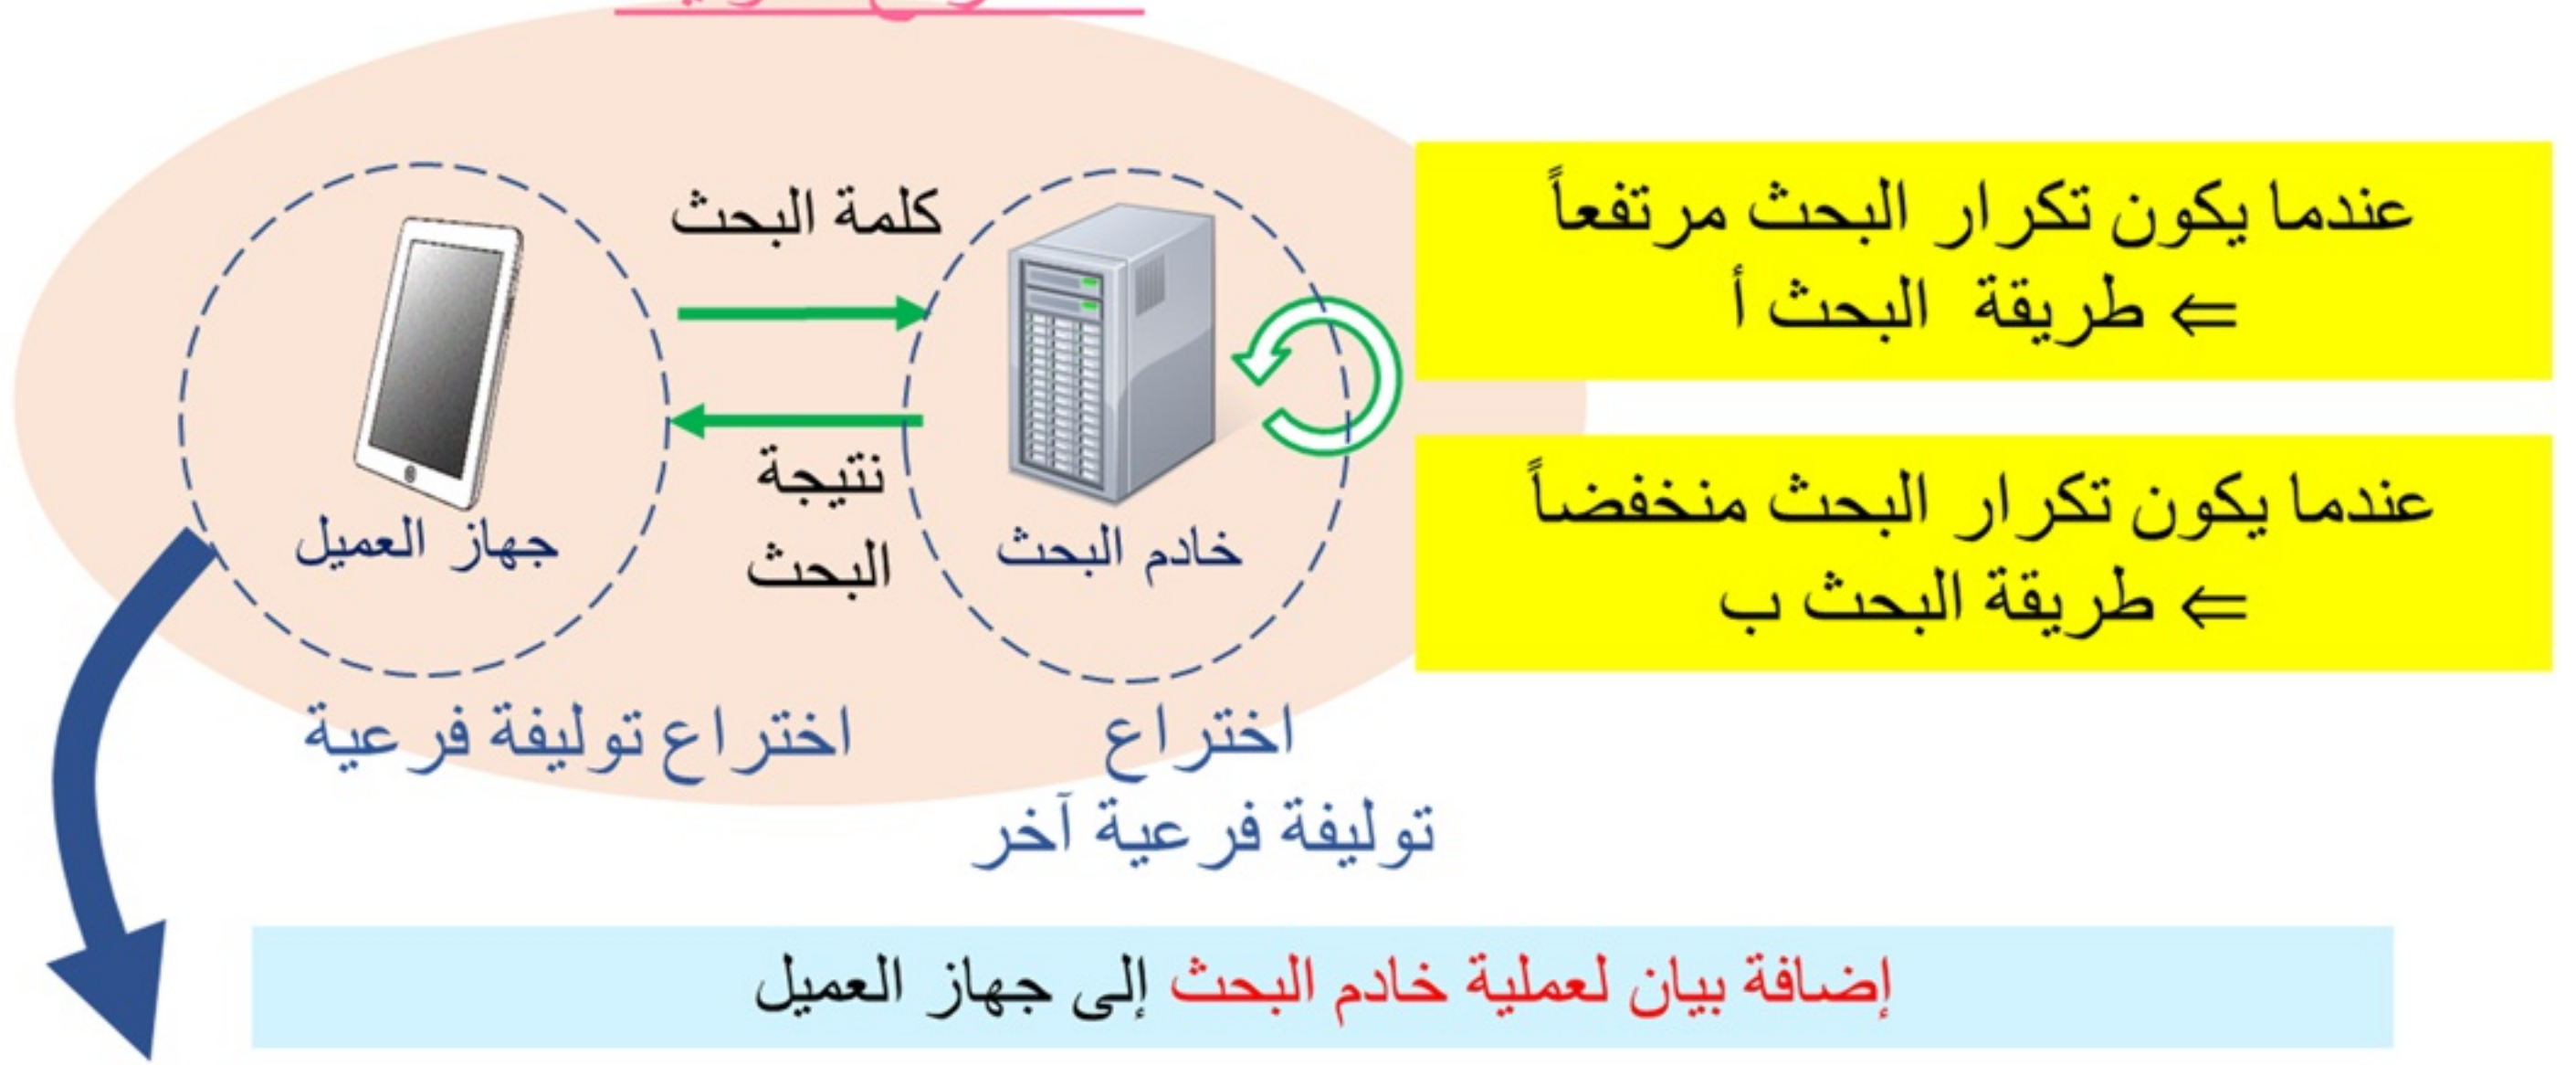 عندما يكون تكرار البحث مرتفعاً
⇐ طريقة البحث أ
عندما يكون تكرار البحث منخفضاً
⇐ طريقة البحث ب
كلمة البحث
نتيجة
البحث
خادم البحث
جهاز العميل
اختراع
توليفة فرعية آخر
اختراع توليفة فرعية
إضافة بيان لعملية خادم البحث إلى جهاز العميل